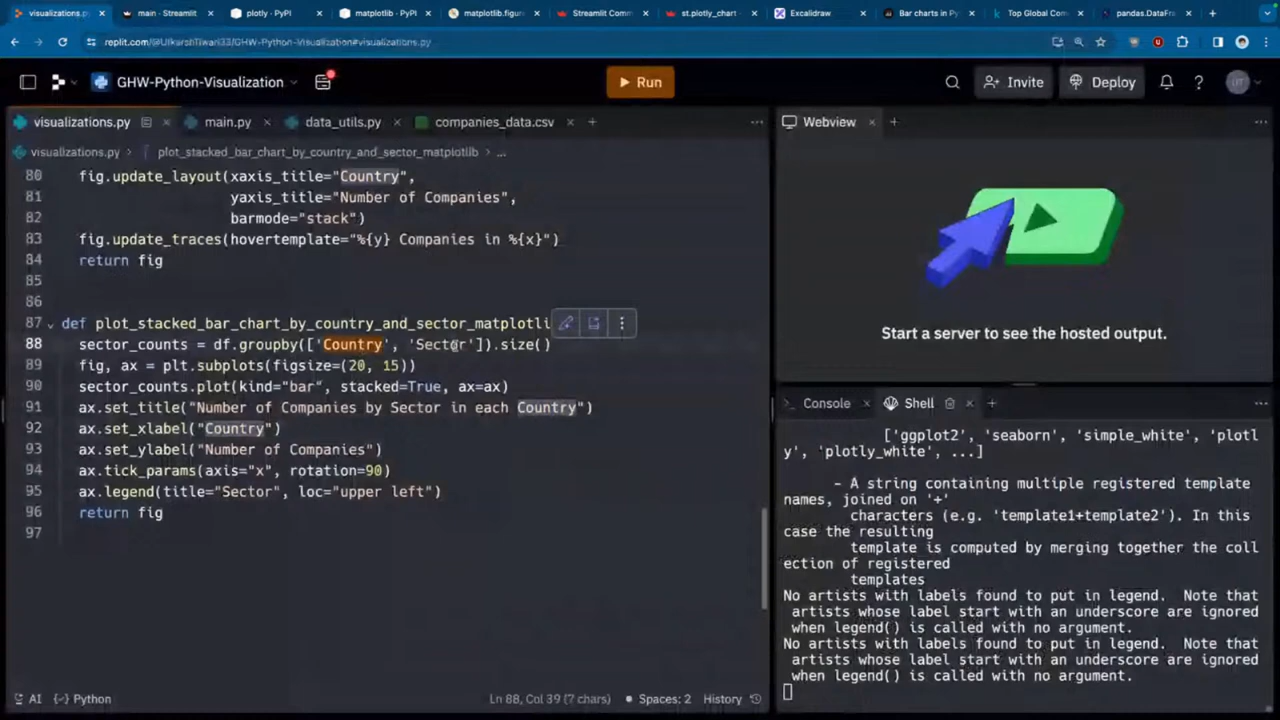 visualizations.py
main - Streamlit
plotly - PyPI
matplotlib - PyPI
matplotlib.figure
Streamlit Comm
st.plotly_chart -
Excalidraw
Bar charts in Pyt
Top Global Com
pandas.DataFra
replit.com/@UtkarshTiwari33/GHW-Python-Visualization#visualizations.py
GHW-Python-Visualization
Run
Invite
Deploy
UT
visualizations.py
main.py
data_utils.py
companies_data.csv
Webview
visualizations.py > plot_stacked_bar_chart_by_country_and_sector_matplotlib > ...
80 fig.update_layout(xaxis_title="Country",
81 yaxis_title="Number of Companies",
82 barmode="stack")
83 fig.update_traces(hovertemplate="%{y} Companies in %{x}")
84 return fig
85
86
87 def plot_stacked_bar_chart_by_country_and_sector_matplotli
88 sector_counts = df.groupby(['Country', 'Sector']).size()
89 fig, ax = plt.subplots(figsize=(20, 15))
90 sector_counts.plot(kind="bar", stacked=True, ax=ax)
91 ax.set_title("Number of Companies by Sector in each Country")
92 ax.set_xlabel("Country")
93 ax.set_ylabel("Number of Companies")
94 ax.tick_params(axis="x", rotation=90)
95 ax.legend(title="Sector", loc="upper left")
96 return fig
97
AI
Python
Ln 88, Col 39 (7 chars)
Spaces: 2
History
Start a server to see the hosted output.
Console
Shell
['ggplot2', 'seaborn', 'simple_white', 'plotl
y', 'plotly_white', ...]
- A string containing multiple registered template
names, joined on '+'
characters (e.g. 'template1+template2'). In this
case the resulting
template is computed by merging together the coll
ection of registered
templates
No artists with labels found to put in legend.  Note that
artists whose label start with an underscore are ignored
when legend() is called with no argument.
No artists with labels found to put in legend.  Note that
artists whose label start with an underscore are ignored
when legend() is called with no argument.